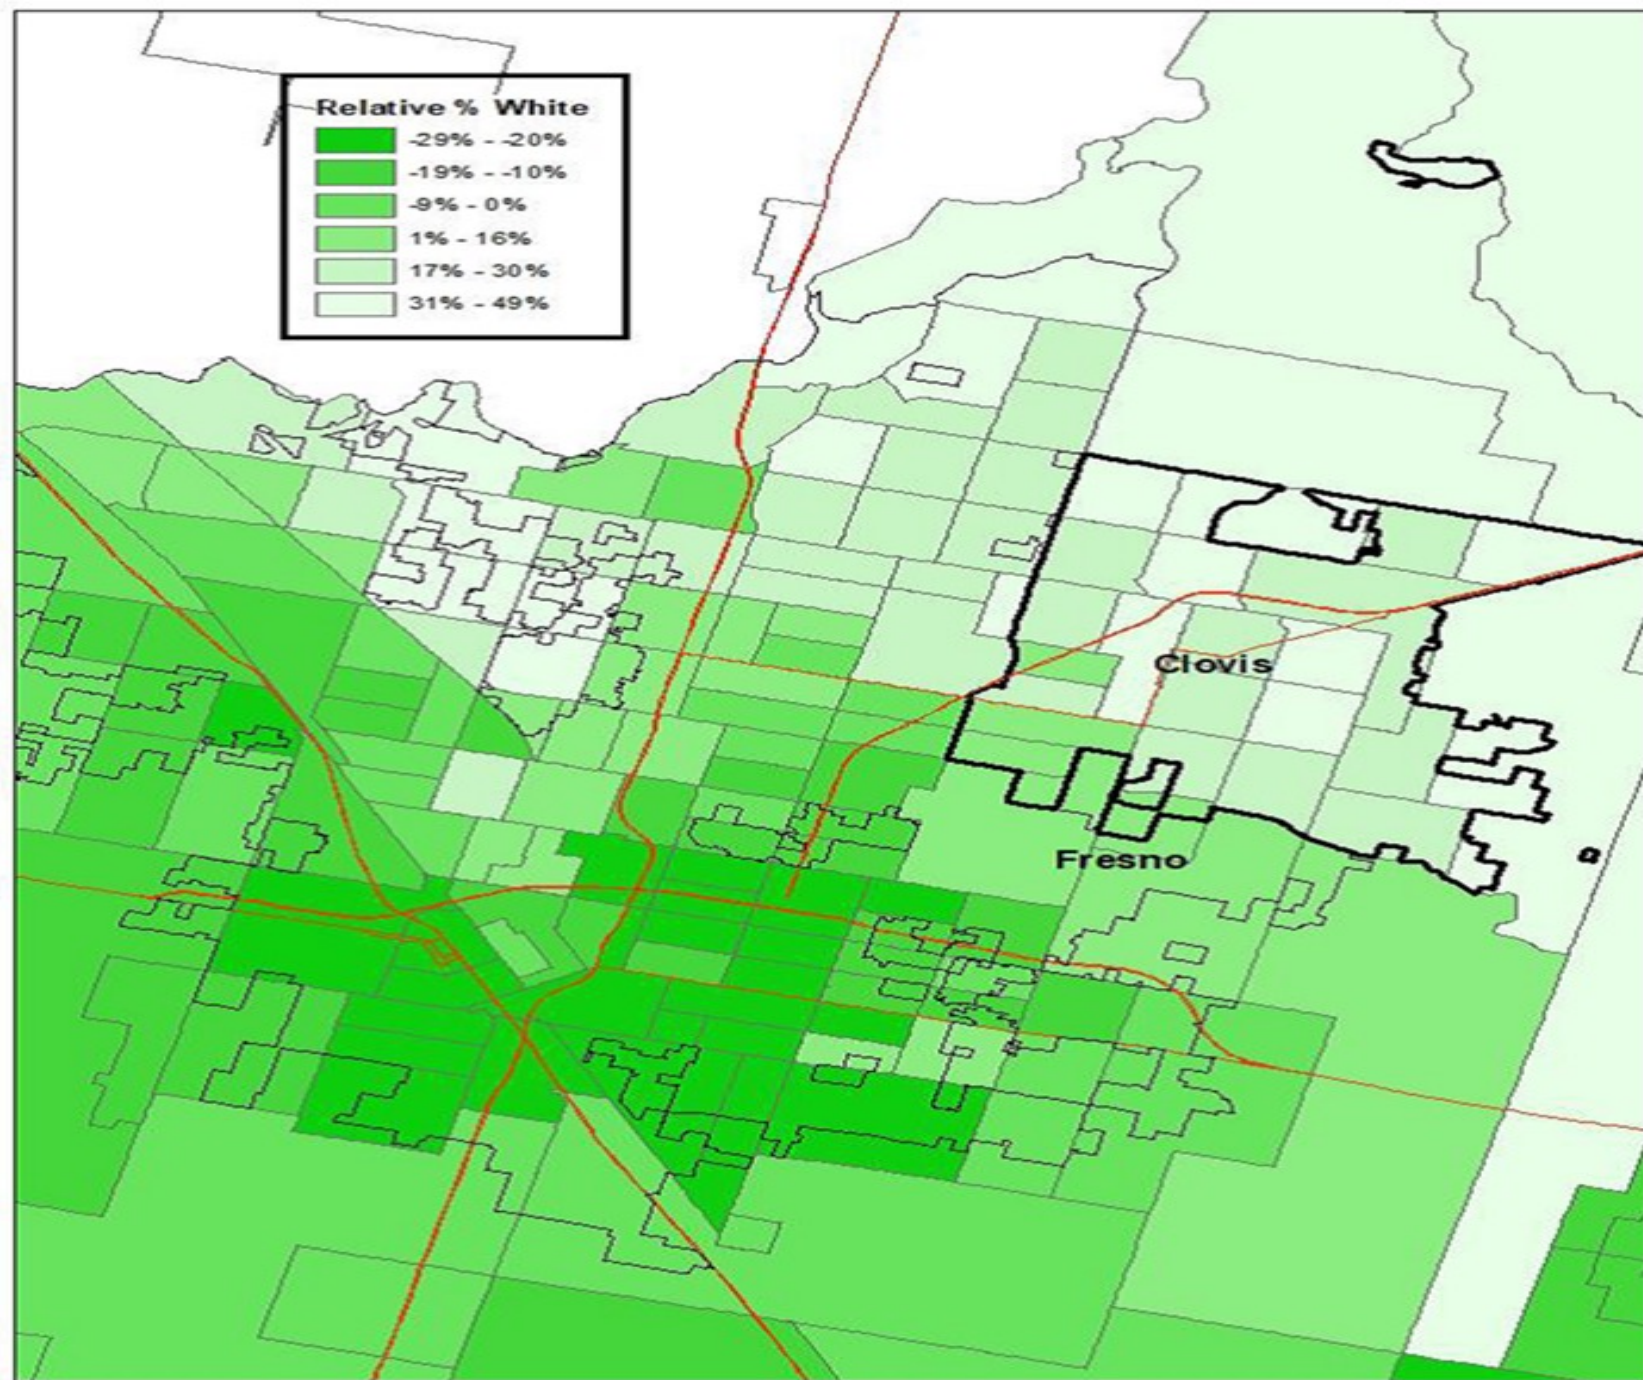 Relative % White
-29% - -20%
-19% - -10%
-9% - 0%
1% - 16%
17% - 30%
31% - 49%
Clovis
Fresno